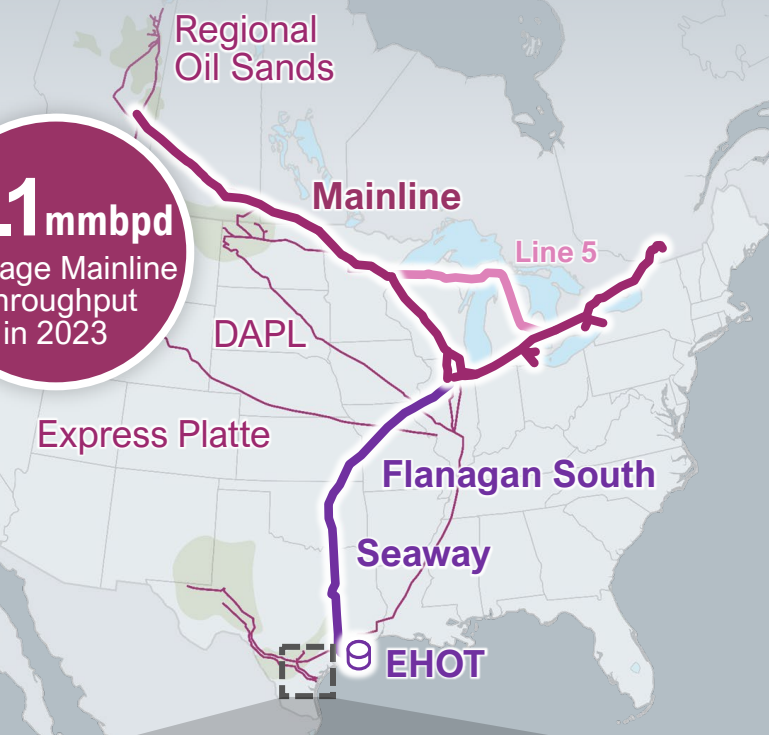 Regional
Oil Sands
.1 mmbpd
age Mainline
hroughput
in 2023
Mainline
Line 5
DAPL
Express Platte
Flanagan South
Seaway
EHOT